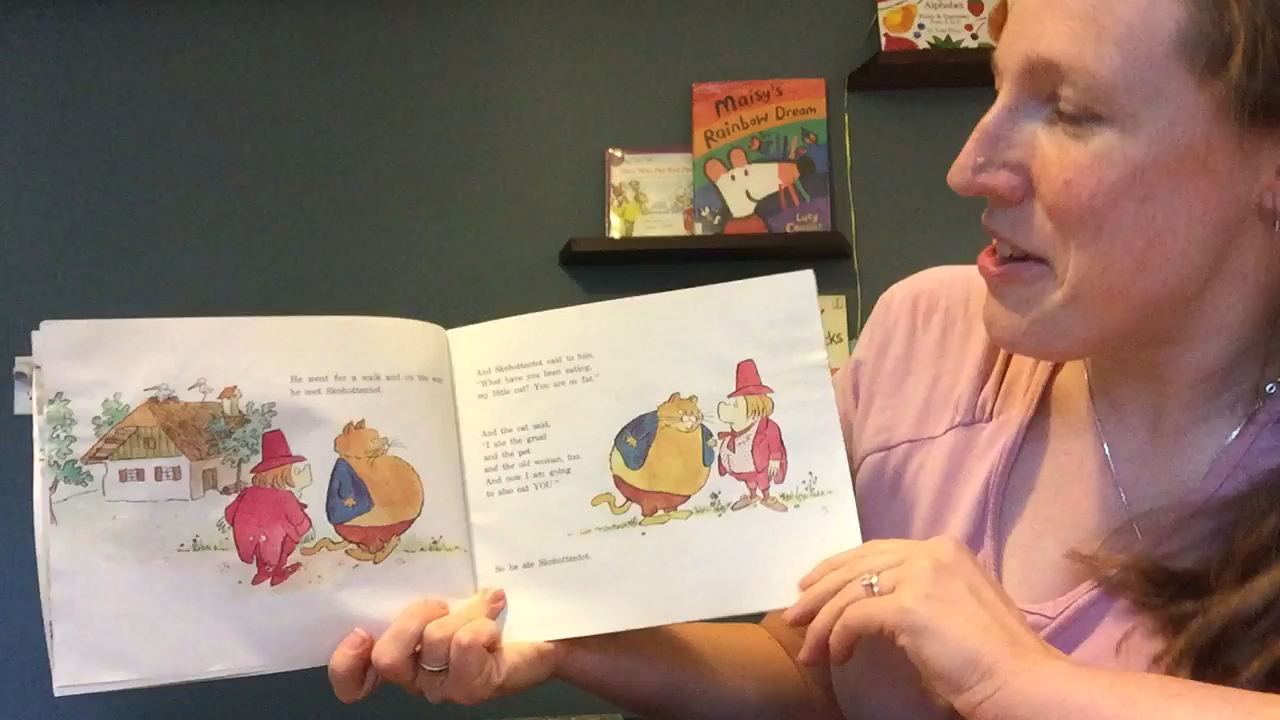 Alphabet
Maisy's
Rainbow Dream
Lucy
He went for a walk and on the way
he met Skohottentot.
And Skohottentot said to him,
"What have you been eating,
my little cat? You are so fat."
And the cat said,
"I ate the gruel
and the pot
and the old woman, too.
And now I am going
to also eat YOU."
So he ate Skohottentot.